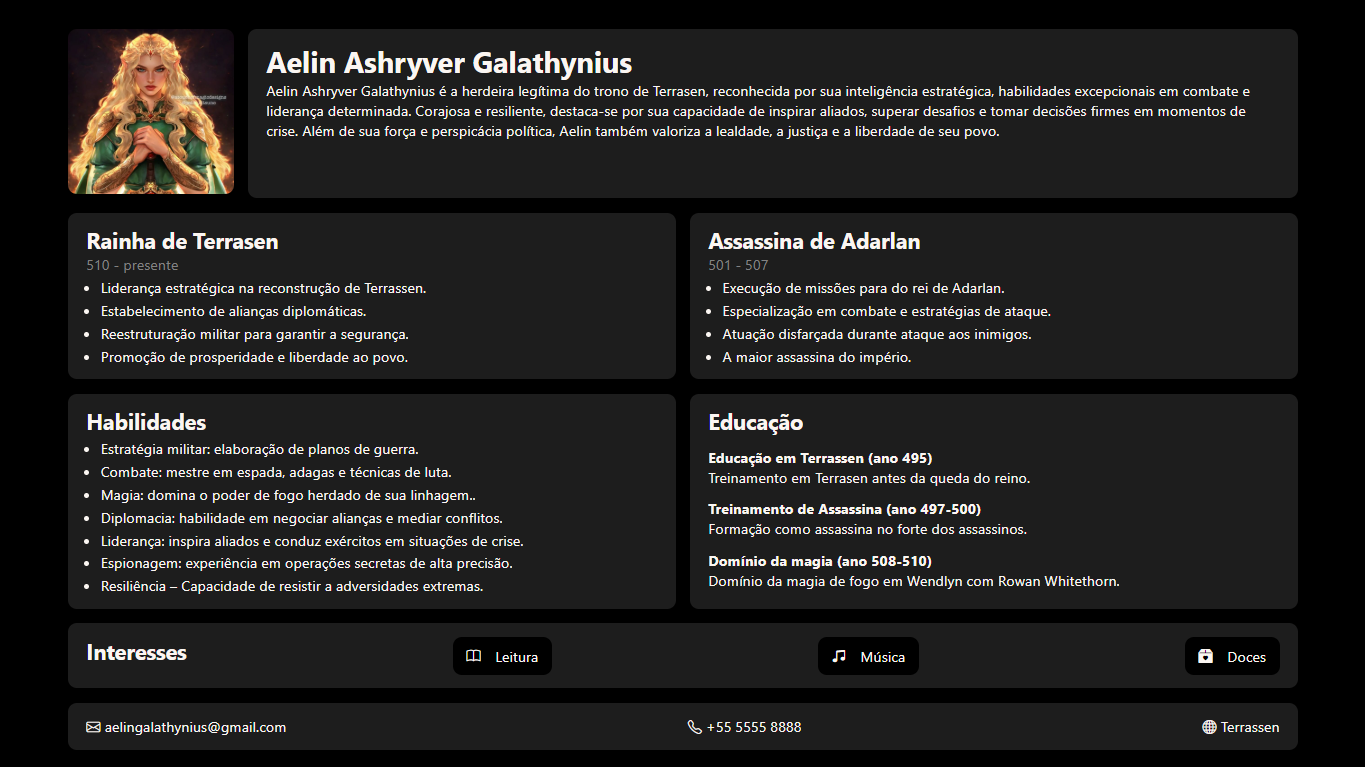 Aelin Ashryver Galathynius
Aelin Ashryver Galathynius é a herdeira legítima do trono de Terrasen, reconhecida por sua inteligência estratégica, habilidades excepcionais em combate e
liderança determinada. Corajosa e resiliente, destaca-se por sua capacidade de inspirar aliados, superar desafios e tomar decisões firmes em momentos de
crise. Além de sua força e perspicácia política, Aelin também valoriza a lealdade, a justiça e a liberdade de seu povo.
Rainha de Terrasen
510 - presente
• Liderança estratégica na reconstrução de Terrassen.
• Estabelecimento de alianças diplomáticas.
• Reestruturação militar para garantir a segurança.
• Promoção de prosperidade e liberdade ao povo.
Assassina de Adarlan
501 - 507
• Execução de missões para do rei de Adarlan.
• Especialização em combate e estratégias de ataque.
• Atuação disfarçada durante ataque aos inimigos.
• A maior assassina do império.
Habilidades
• Estratégia militar: elaboração de planos de guerra.
• Combate: mestre em espada, adagas e técnicas de luta.
• Magia: domina o poder de fogo herdado de sua linhagem..
• Diplomacia: habilidade em negociar alianças e mediar conflitos.
• Liderança: inspira aliados e conduz exércitos em situações de crise.
• Espionagem: experiência em operações secretas de alta precisão.
• Resiliência – Capacidade de resistir a adversidades extremas.
Educação
Educação em Terrassen (ano 495)
Treinamento em Terrasen antes da queda do reino.
Treinamento de Assassina (ano 497-500)
Formação como assassina no forte dos assassinos.
Domínio da magia (ano 508-510)
Domínio da magia de fogo em Wendlyn com Rowan Whitethorn.
Interesses
Leitura
Música
Doces
aelingalathynius@gmail.com
+55 5555 8888
Terrassen